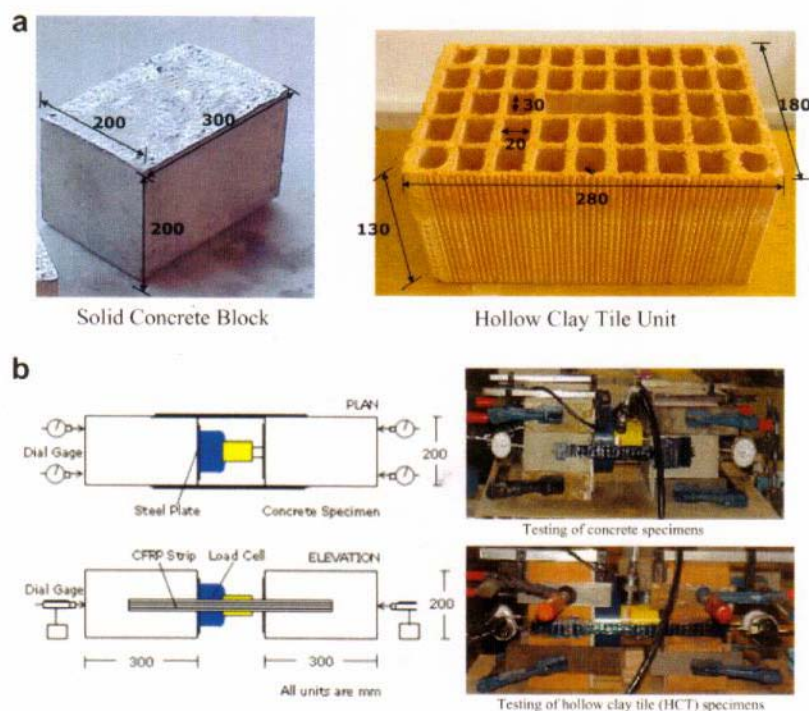 a
200
300
200
30
20
180
280
130
Solid Concrete Block
Hollow Clay Tile Unit
b
PLAN
Dial Gage
200
Steel Plate
Concrete Specimen
Testing of concrete specimens
CFRP Strip
Load Cell
ELEVATION
Dial Gage
200
300
300
All units are mm
Testing of hollow clay tile (HCT) specimens